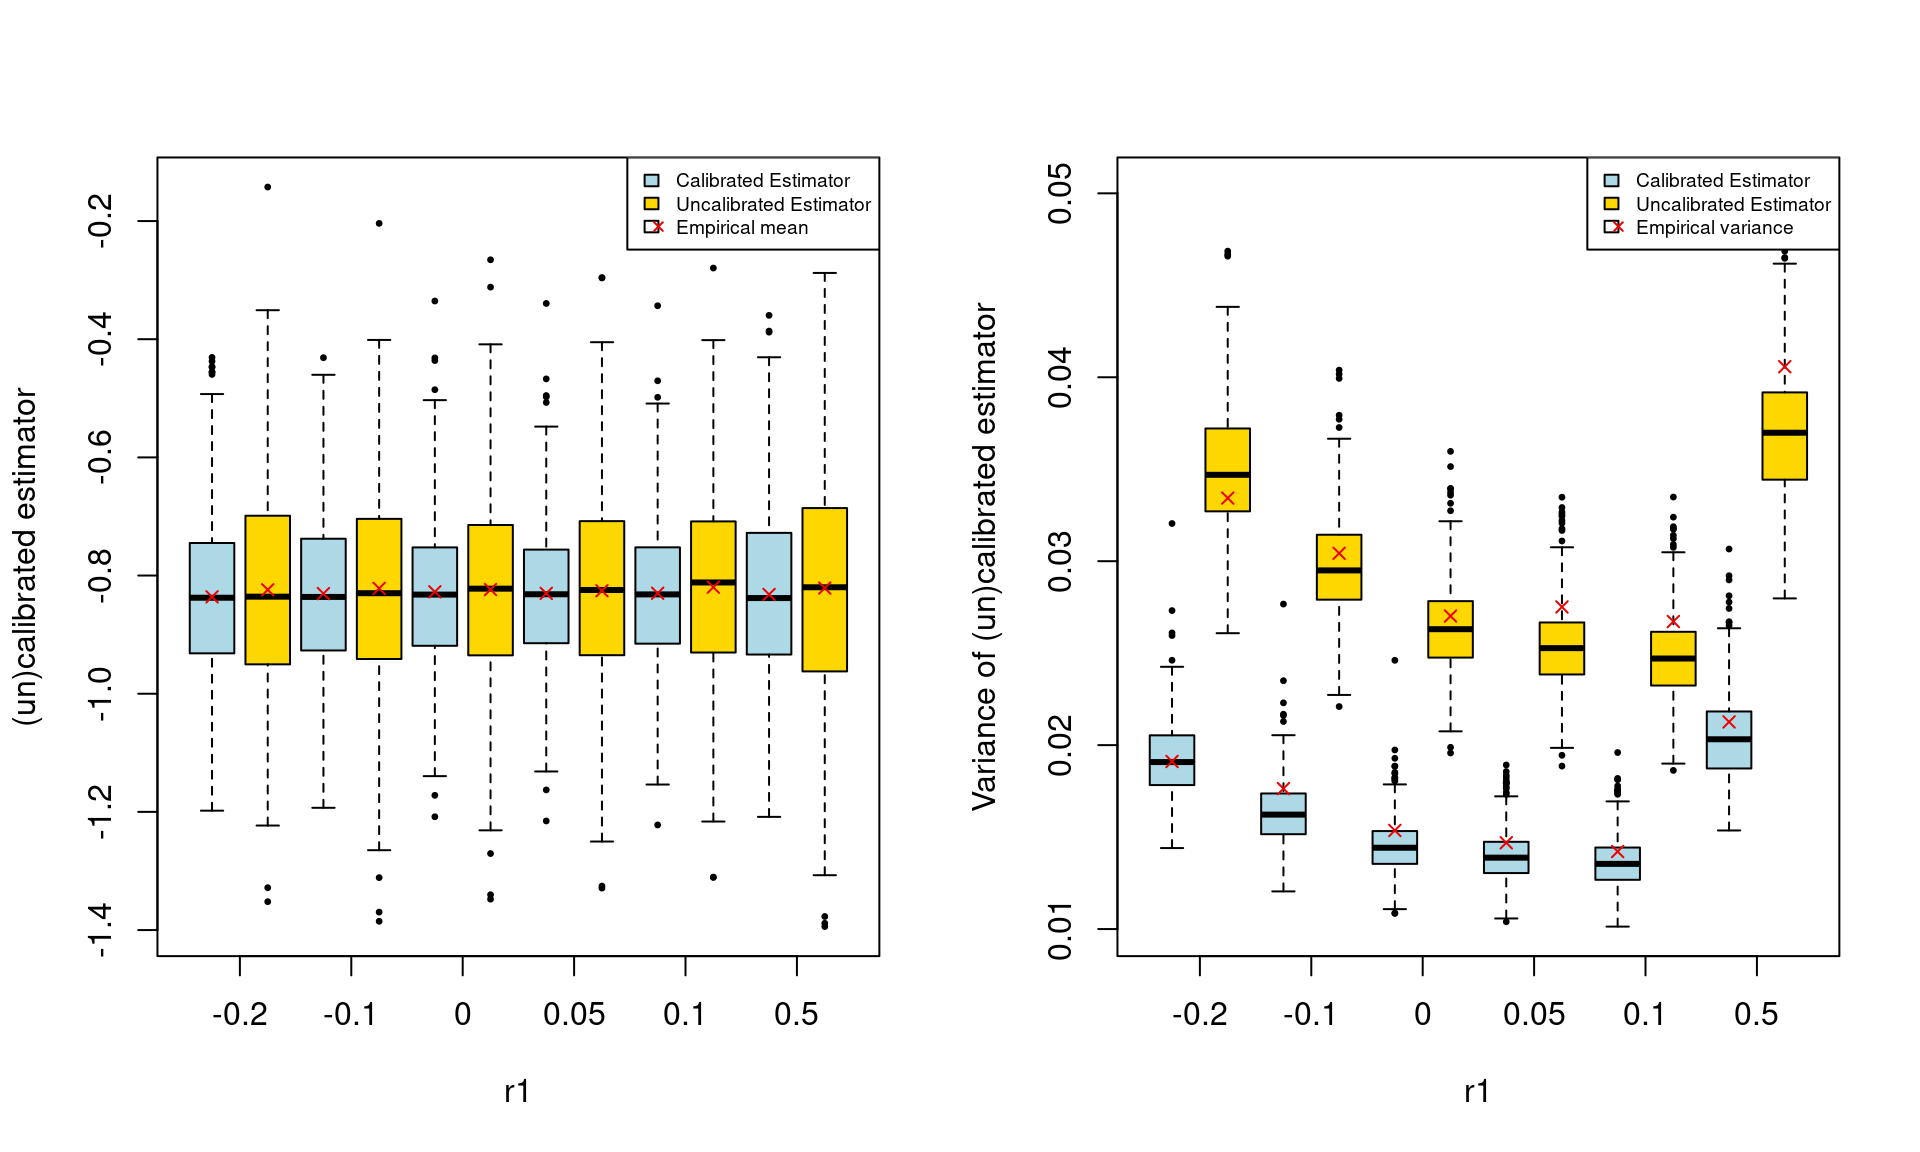 (un)calibrated estimator
-0.2
-0.4
-0.6
-0.8
-1.0
-1.2
-1.4
Calibrated Estimator
Uncalibrated Estimator
Empirical mean
-0.2 -0.1 0 0.05 0.1 0.5
r1
Variance of (un)calibrated estimator
0.05
0.04
0.03
0.02
0.01
Calibrated Estimator
Uncalibrated Estimator
Empirical variance
-0.2 -0.1 0 0.05 0.1 0.5
r1